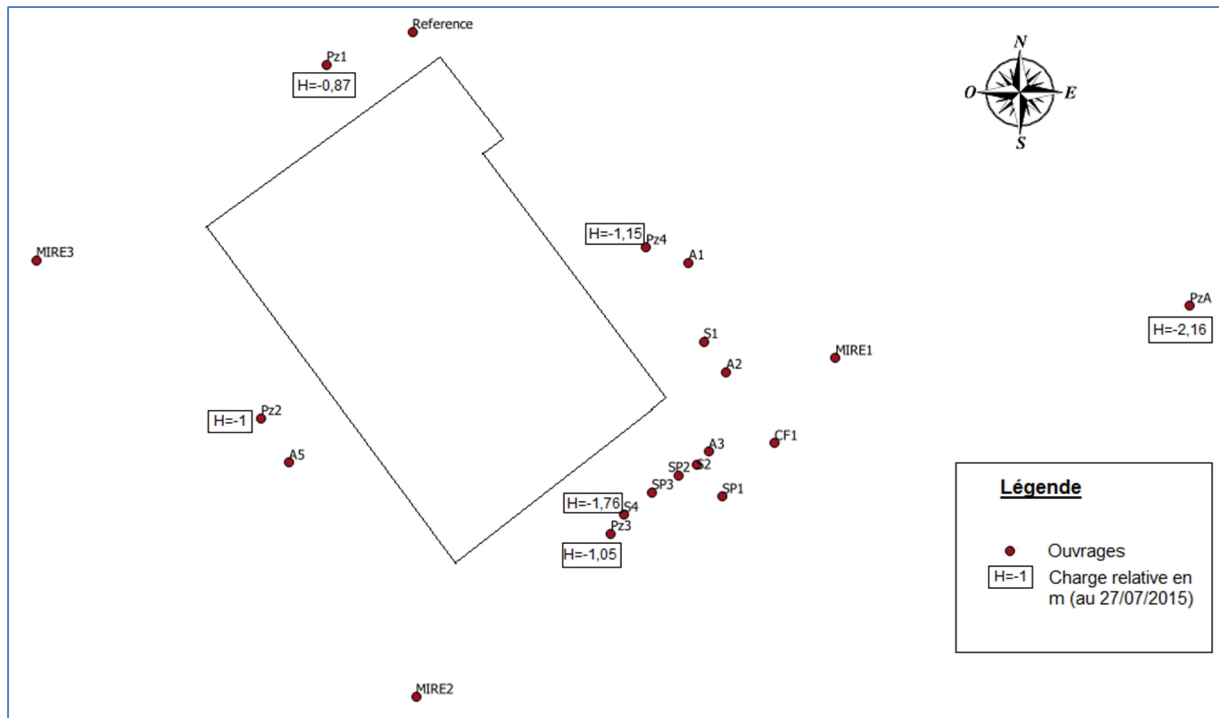 Reference
Pz1
H=-0,87
N
O
E
S
MIRE3
H=-1,15
Pz4
A1
PzA
H=-2,16
S1
MIRE1
A2
Pz2
H=-1
A5
CF1
A3
S2
SP2
SP3
SP1
H=-1,76
S4
Pz3
H=-1,05
MIRE2
Légende
Ouvrages
H=-1
Charge relative en
m (au 27/07/2015)